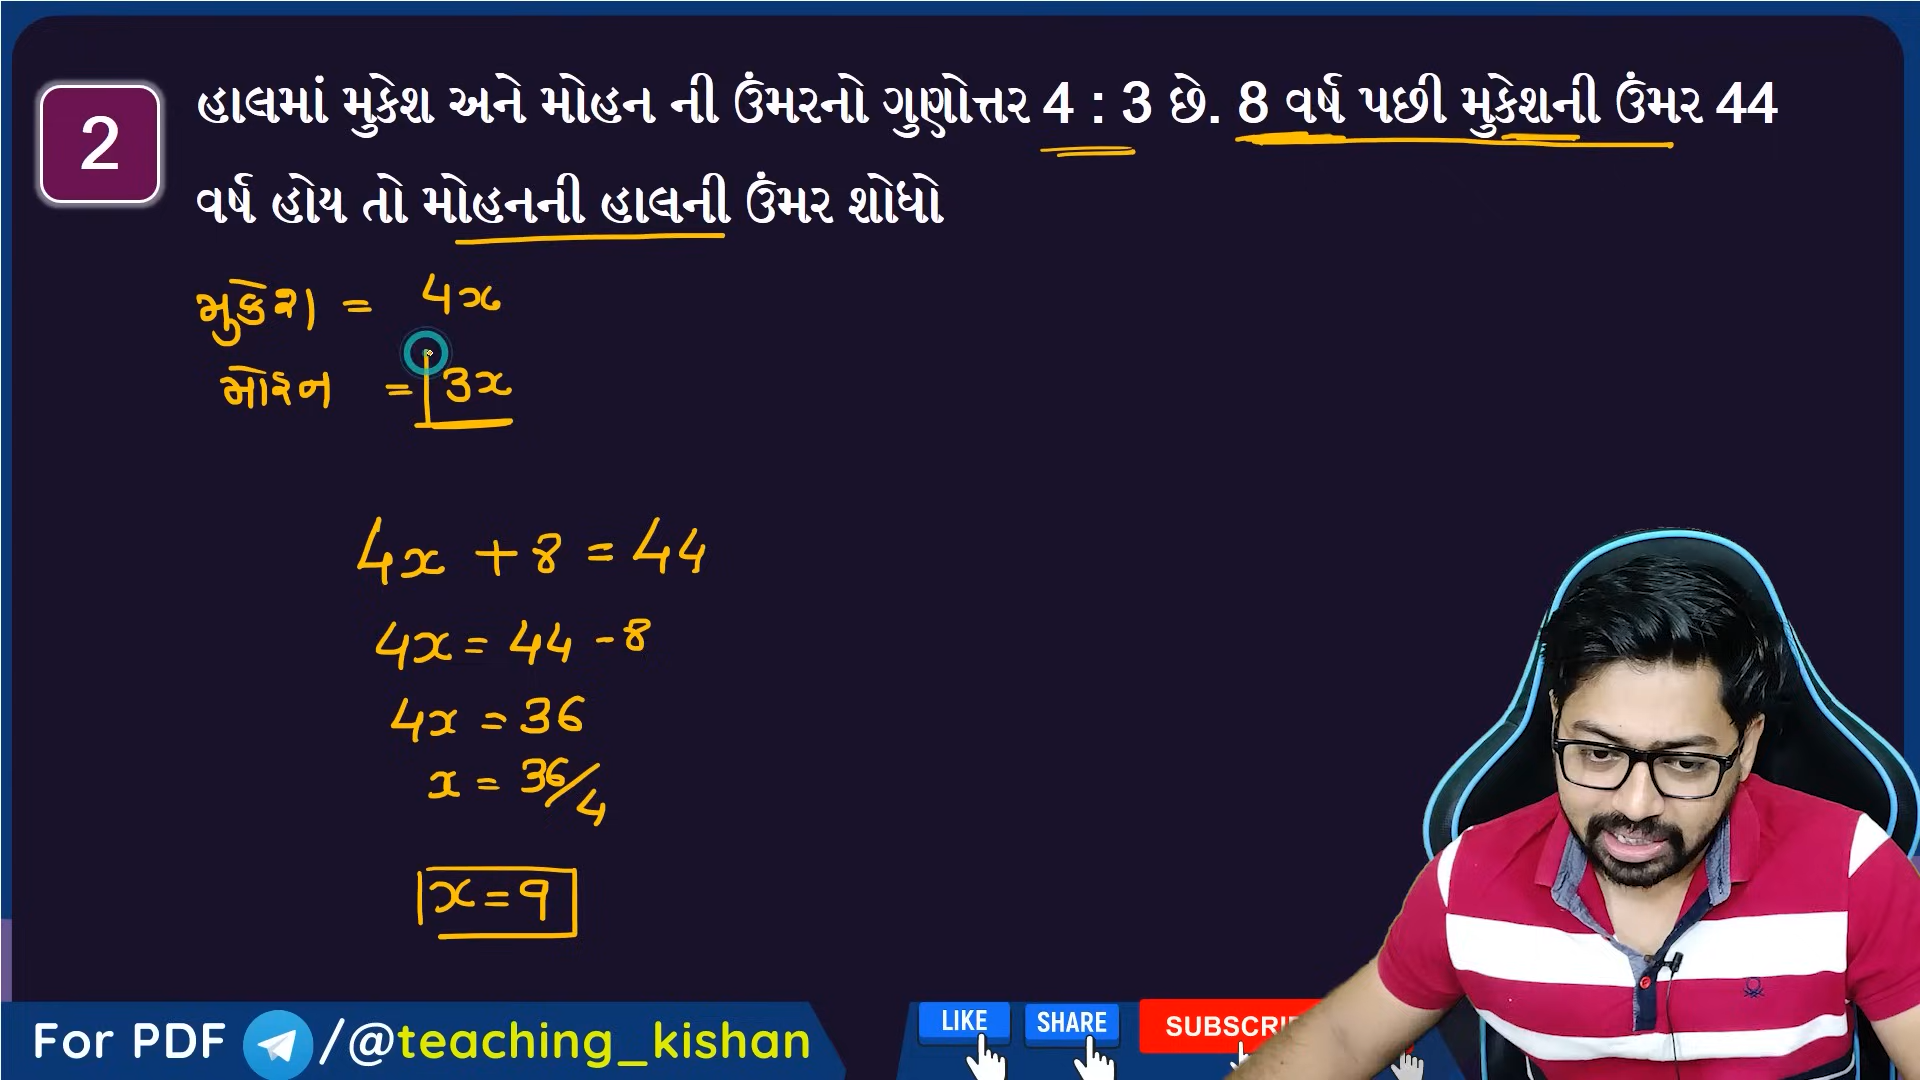 2
હાલમાં મુકેશ અને મોહન ની ઉંમરનો ગુણોત્તર 4 : 3 છે. 8 વર્ષ પછી મુકેશની ઉંમર 44
વર્ષ હોય તો મોહનની હાલની ઉંમર શોધો
મુકેશ = 4x
મોહન = 3x
4x + 8 = 44
4x = 44 - 8
4x = 36
x = 36/4
x = 9
For PDF /@teaching_kishan
LIKE
SHARE